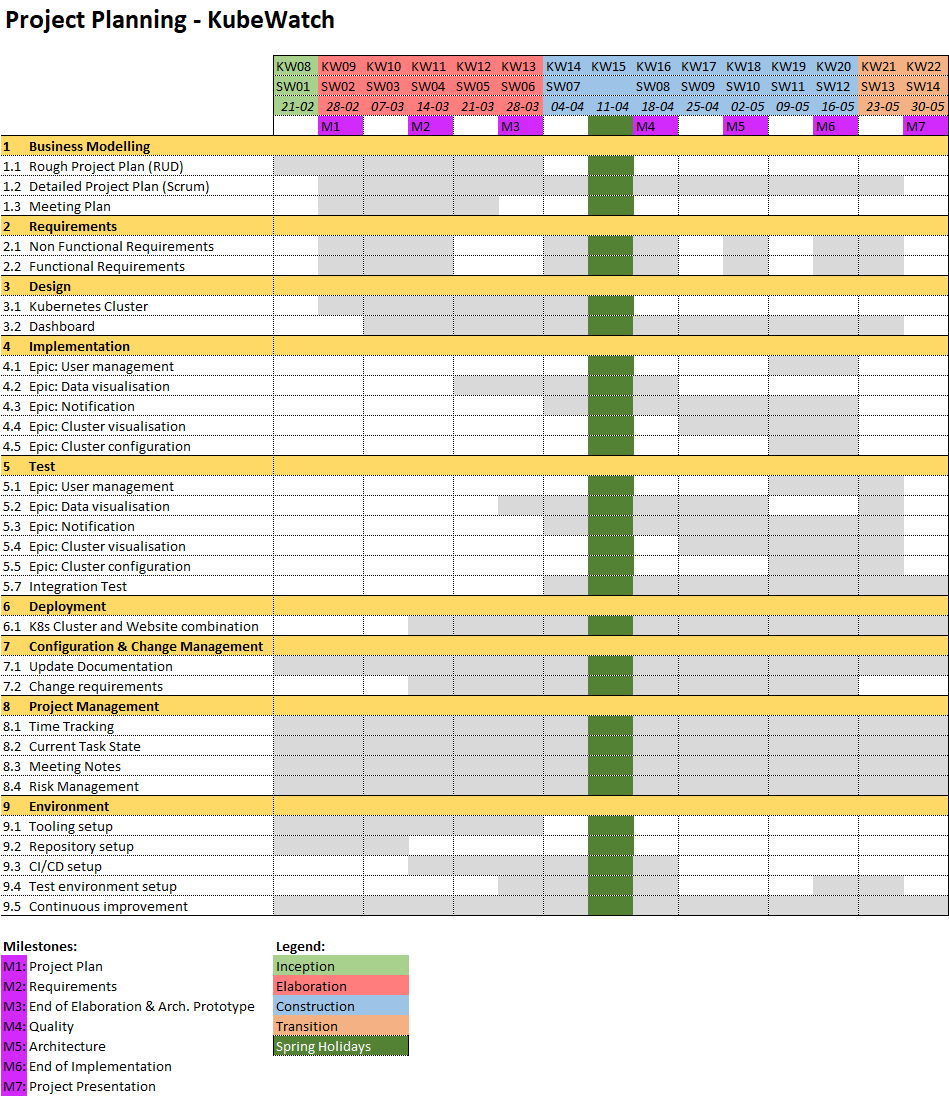 Project Planning - KubeWatch
KW08 KW09 KW10 KW11 KW12 KW13 KW14 KW15 KW16 KW17 KW18 KW19 KW20 KW21 KW22
SW01 SW02 SW03 SW04 SW05 SW06 SW07 SW08 SW09 SW10 SW11 SW12 SW13 SW14
21-02 28-02 07-03 14-03 21-03 28-03 04-04 11-04 18-04 25-04 02-05 09-05 16-05 23-05 30-05
M1 M2 M3 M4 M5 M6 M7
1 Business Modelling
1.1 Rough Project Plan (RUD)
1.2 Detailed Project Plan (Scrum)
1.3 Meeting Plan
2 Requirements
2.1 Non Functional Requirements
2.2 Functional Requirements
3 Design
3.1 Kubernetes Cluster
3.2 Dashboard
4 Implementation
4.1 Epic: User management
4.2 Epic: Data visualisation
4.3 Epic: Notification
4.4 Epic: Cluster visualisation
4.5 Epic: Cluster configuration
5 Test
5.1 Epic: User management
5.2 Epic: Data visualisation
5.3 Epic: Notification
5.4 Epic: Cluster visualisation
5.5 Epic: Cluster configuration
5.7 Integration Test
6 Deployment
6.1 K8s Cluster and Website combination
7 Configuration & Change Management
7.1 Update Documentation
7.2 Change requirements
8 Project Management
8.1 Time Tracking
8.2 Current Task State
8.3 Meeting Notes
8.4 Risk Management
9 Environment
9.1 Tooling setup
9.2 Repository setup
9.3 CI/CD setup
9.4 Test environment setup
9.5 Continuous improvement
Milestones: Legend:
M1: Project Plan Inception
M2: Requirements Elaboration
M3: End of Elaboration & Arch. Prototype Construction
M4: Quality Transition
M5: Architecture Spring Holidays
M6: End of Implementation
M7: Project Presentation